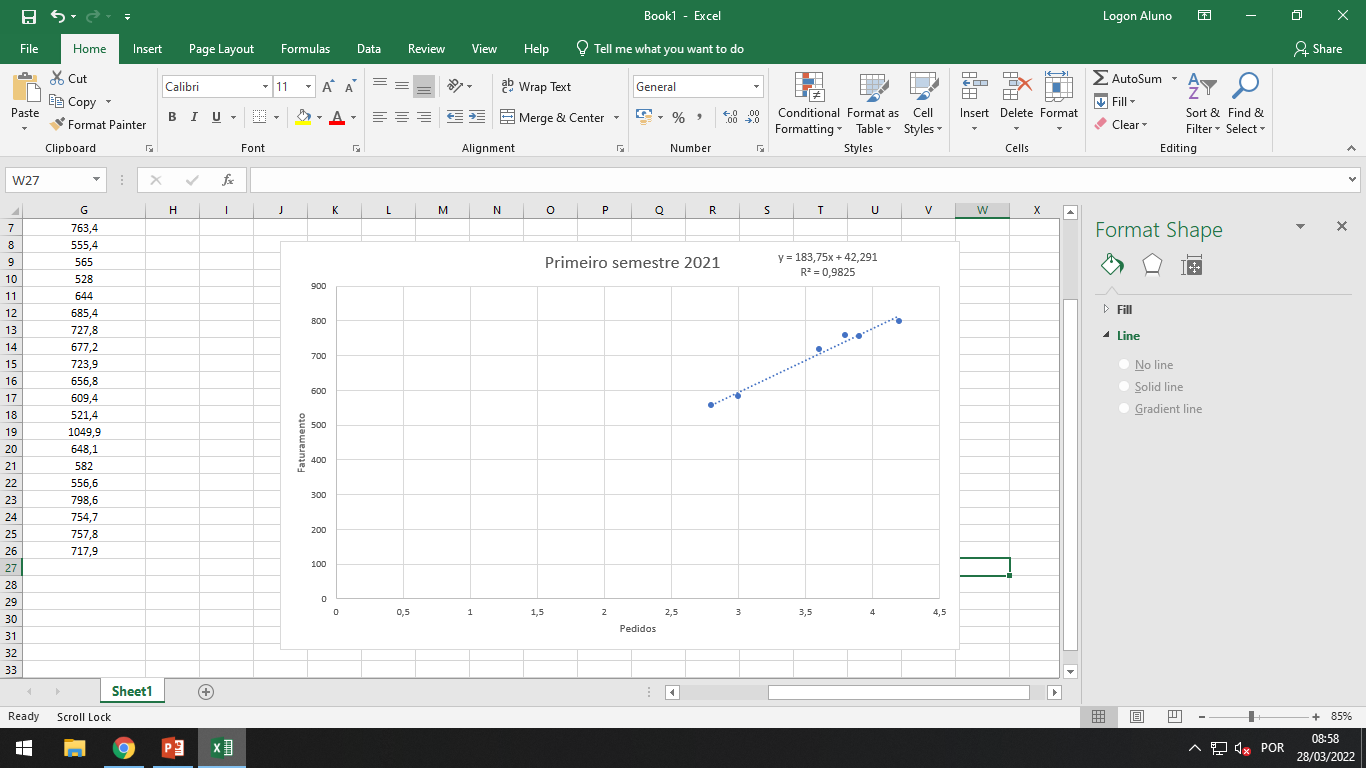 Book1 - Excel
Logon Aluno
File Home Insert Page Layout Formulas Data Review View Help Tell me what you want to do Share
Paste
Cut
Copy
Format Painter
Clipboard
Calibri 11
B I U
Font
Wrap Text
Merge & Center
Alignment
General
Number
Conditional Formatting
Format as Table
Cell Styles
Styles
Insert Delete Format
Cells
AutoSum
Fill
Clear
Sort & Filter
Find & Select
Editing
W27
fx
G H I J K L M N O P Q R S T U V W X
7 763,4
8 555,4
9 565
10 528
11 644
12 685,4
13 727,8
14 677,2
15 723,9
16 656,8
17 609,4
18 521,4
19 1049,9
20 648,1
21 582
22 556,6
23 798,6
24 754,7
25 757,8
26 717,9
27
28
29
30
31
32
33
Primeiro semestre 2021
y = 183,75x + 42,291
R² = 0,9825
900
800
700
600
500
400
300
200
100
0
Faturamento
0 0,5 1 1,5 2 2,5 3 3,5 4 4,5
Pedidos
Format Shape
Fill
Line
No line
Solid line
Gradient line
Sheet1
Ready Scroll Lock
85%
POR
08:58
28/03/2022